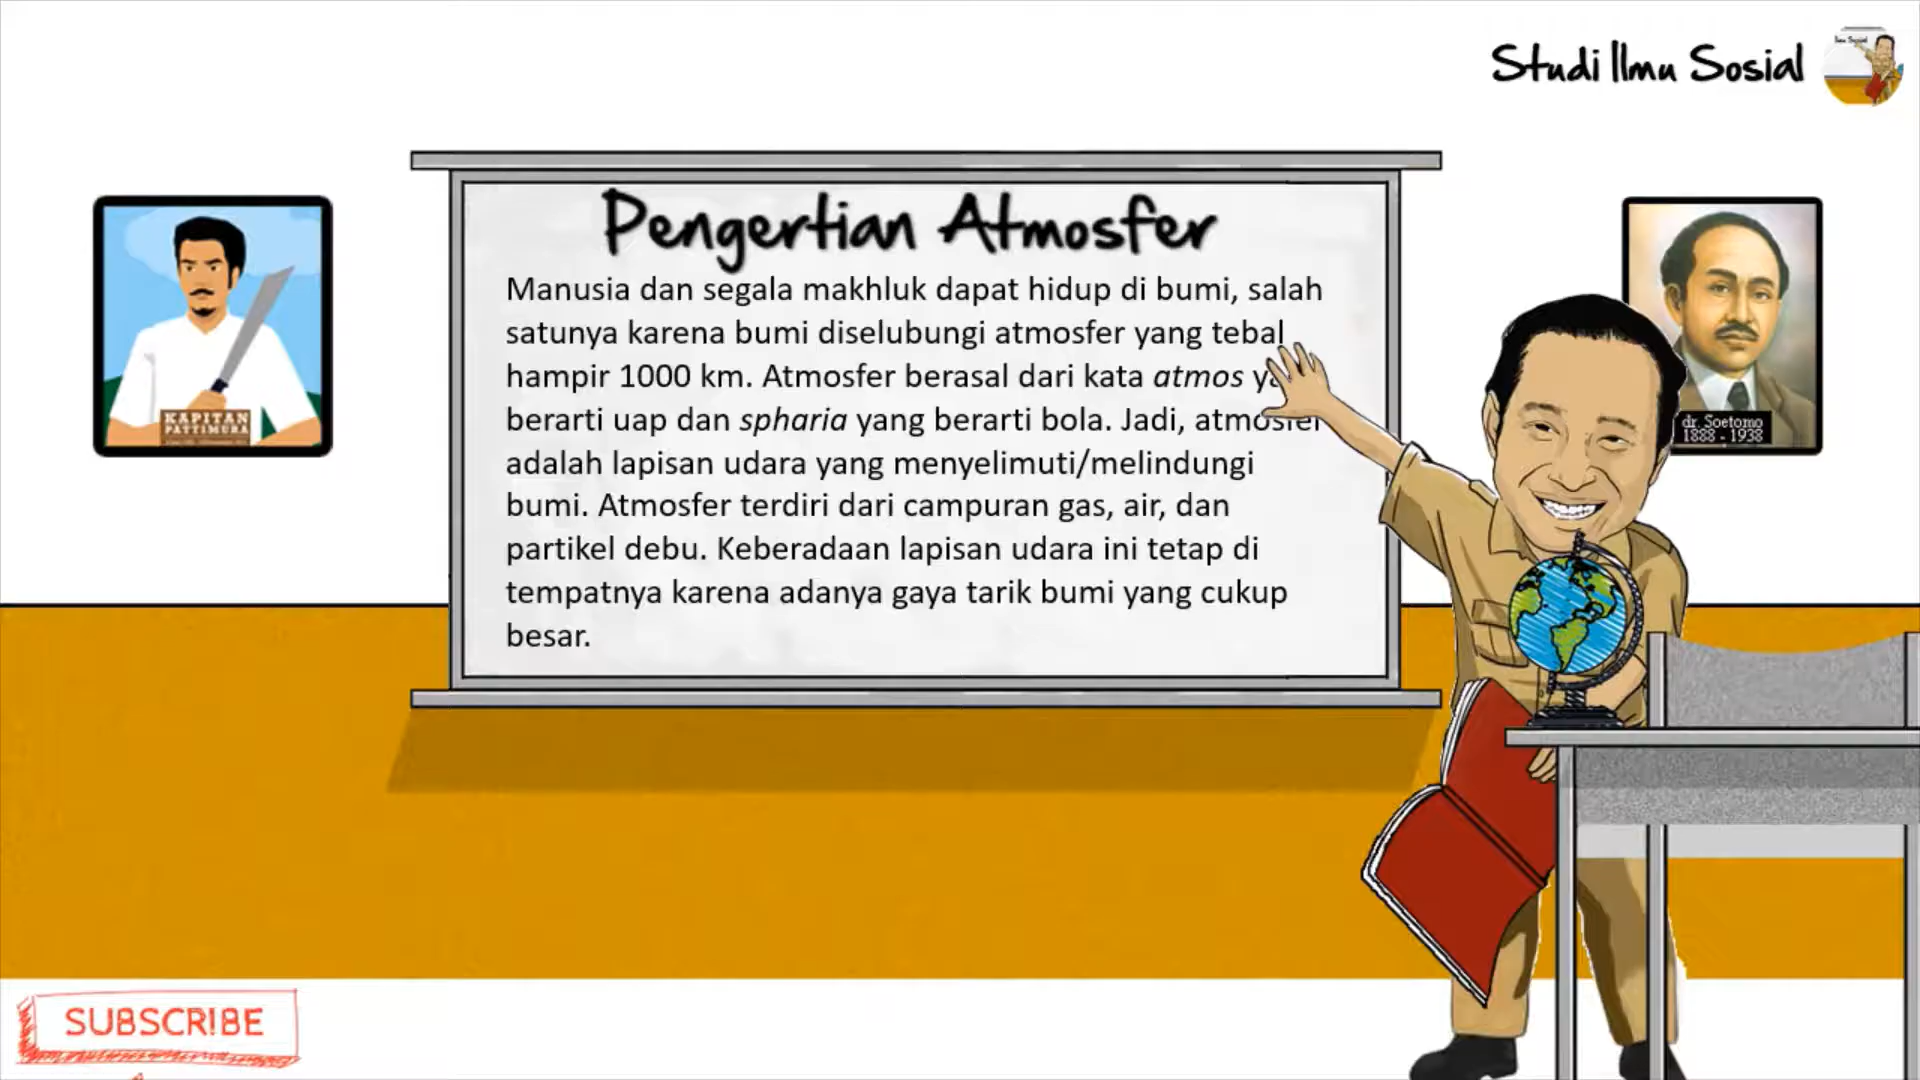 Studi Ilmu Sosial
Pengertian Atmosfer
Manusia dan segala makhluk dapat hidup di bumi, salah
satunya karena bumi diselubungi atmosfer yang tebal
hampir 1000 km. Atmosfer berasal dari kata atmos
berarti uap dan spharia yang berarti bola. Jadi, atmosfer
adalah lapisan udara yang menyelimuti/melindungi
bumi. Atmosfer terdiri dari campuran gas, air, dan
partikel debu. Keberadaan lapisan udara ini tetap di
tempatnya karena adanya gaya tarik bumi yang cukup
besar.
KAPITAN
PATTIMURA
dr. Soetomo
1888 - 1938
SUBSCRIBE